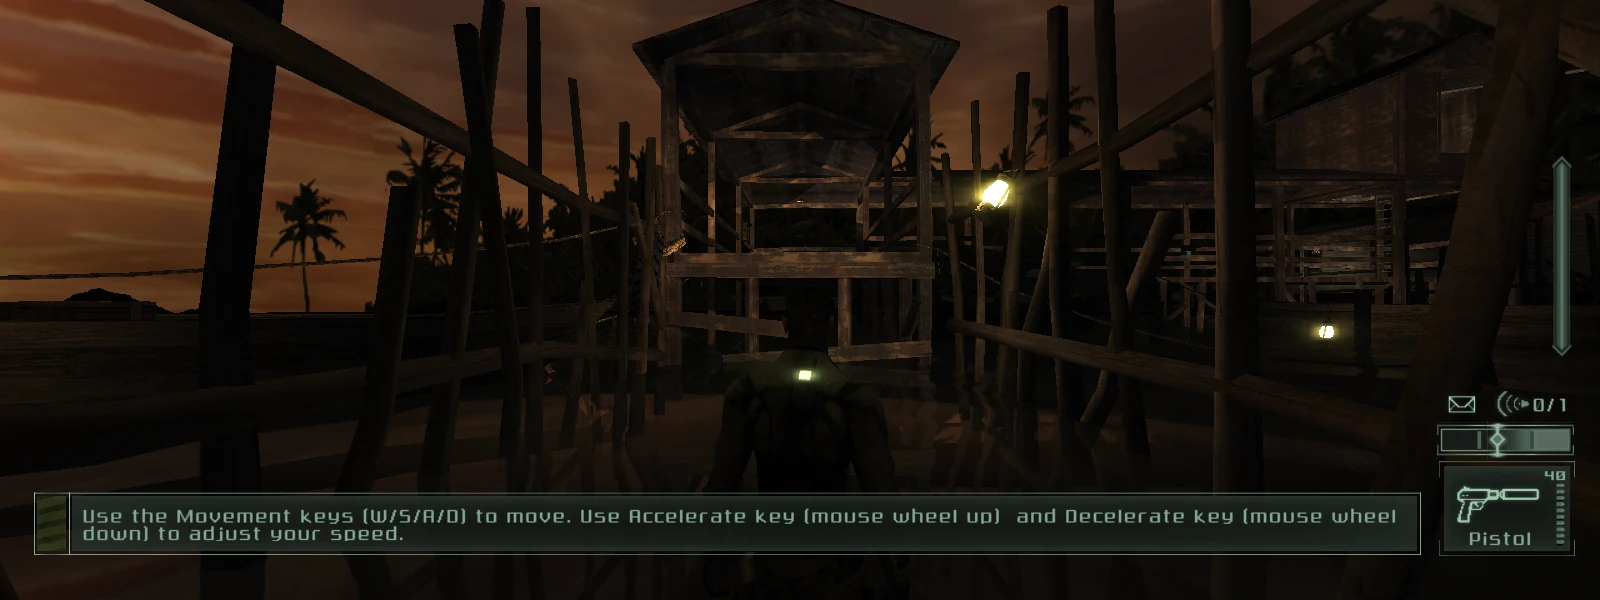 0/1
40
Use the Movement keys (W/S/A/D) to move. Use Accelerate key (mouse wheel up)  and Decelerate key (mouse wheel
down) to adjust your speed.
Pistol